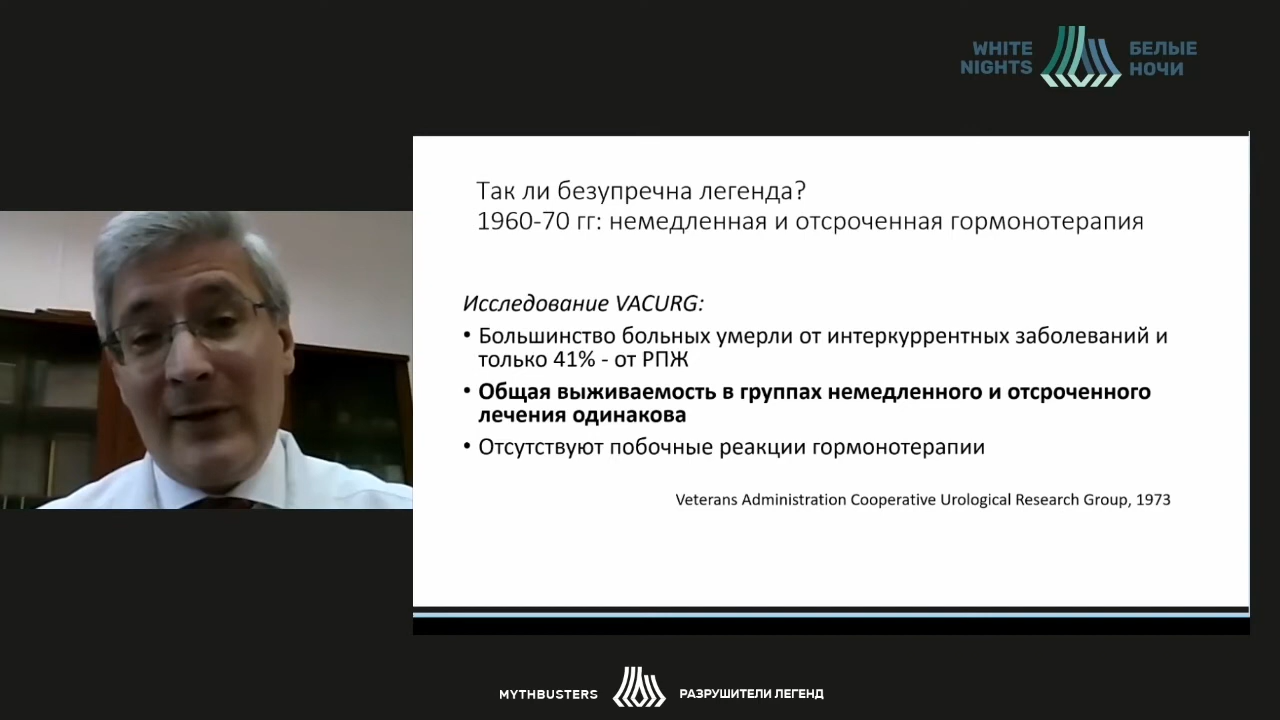 WHITE NIGHTS
БЕЛЫЕ НОЧИ
Так ли безупречна легенда?
1960-70 гг: немедленная и отсроченная гормонотерапия
Исследование VACURG:
• Большинство больных умерли от интеркуррентных заболеваний и
только 41% - от РПЖ
• Общая выживаемость в группах немедленного и отсроченного
лечения одинакова
• Отсутствуют побочные реакции гормонотерапии
Veterans Administration Cooperative Urological Research Group, 1973
MYTHBUSTERS
РАЗРУШИТЕЛИ ЛЕГЕНД